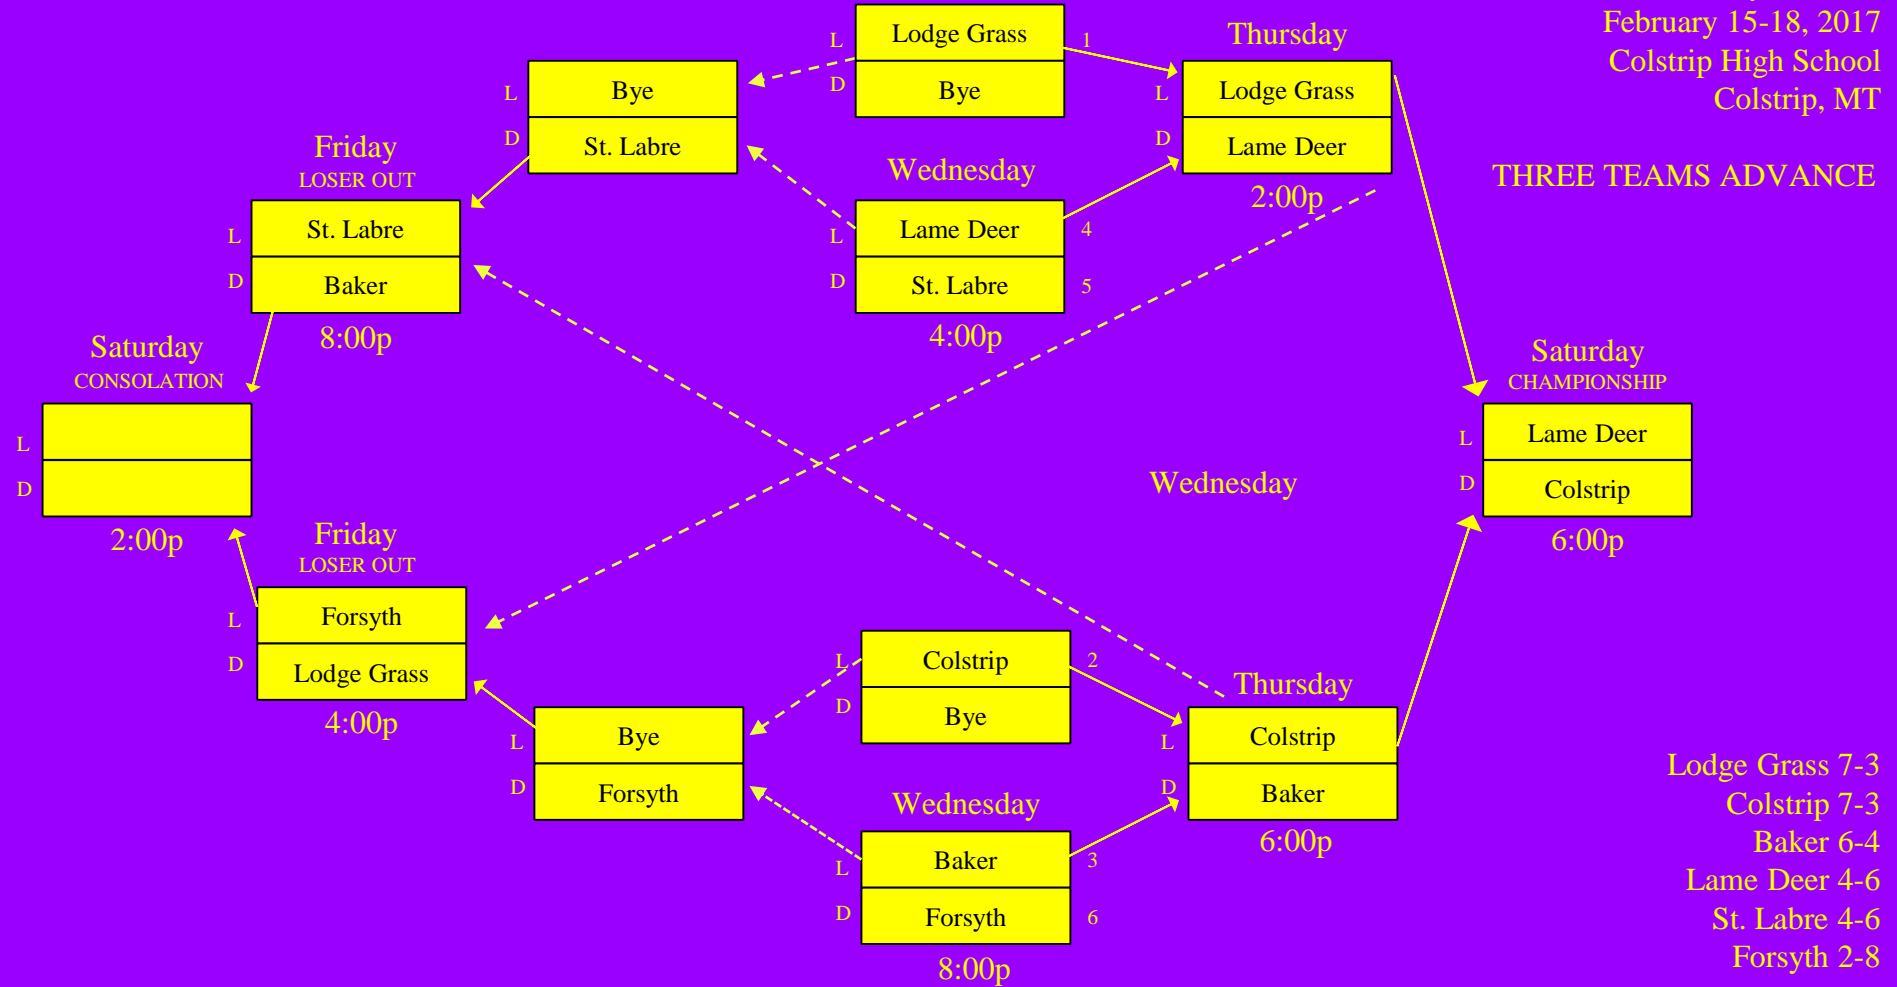 February 15-18, 2017
Colstrip High School
Colstrip, MT
THREE TEAMS ADVANCE
L
Lodge Grass
1
D
Bye
Thursday
L
Lodge Grass
D
Lame Deer
2:00p
L
Bye
D
St. Labre
Wednesday
L
Lame Deer
4
D
St. Labre
5
4:00p
Friday
LOSER OUT
L
St. Labre
D
Baker
8:00p
Saturday
CONSOLATION
L
D
2:00p
Saturday
CHAMPIONSHIP
L
Lame Deer
D
Colstrip
6:00p
Wednesday
Friday
LOSER OUT
L
Forsyth
D
Lodge Grass
4:00p
L
Colstrip
2
D
Bye
Thursday
L
Colstrip
D
Baker
6:00p
L
Bye
D
Forsyth
Wednesday
L
Baker
3
D
Forsyth
6
8:00p
Lodge Grass 7-3
Colstrip 7-3
Baker 6-4
Lame Deer 4-6
St. Labre 4-6
Forsyth 2-8